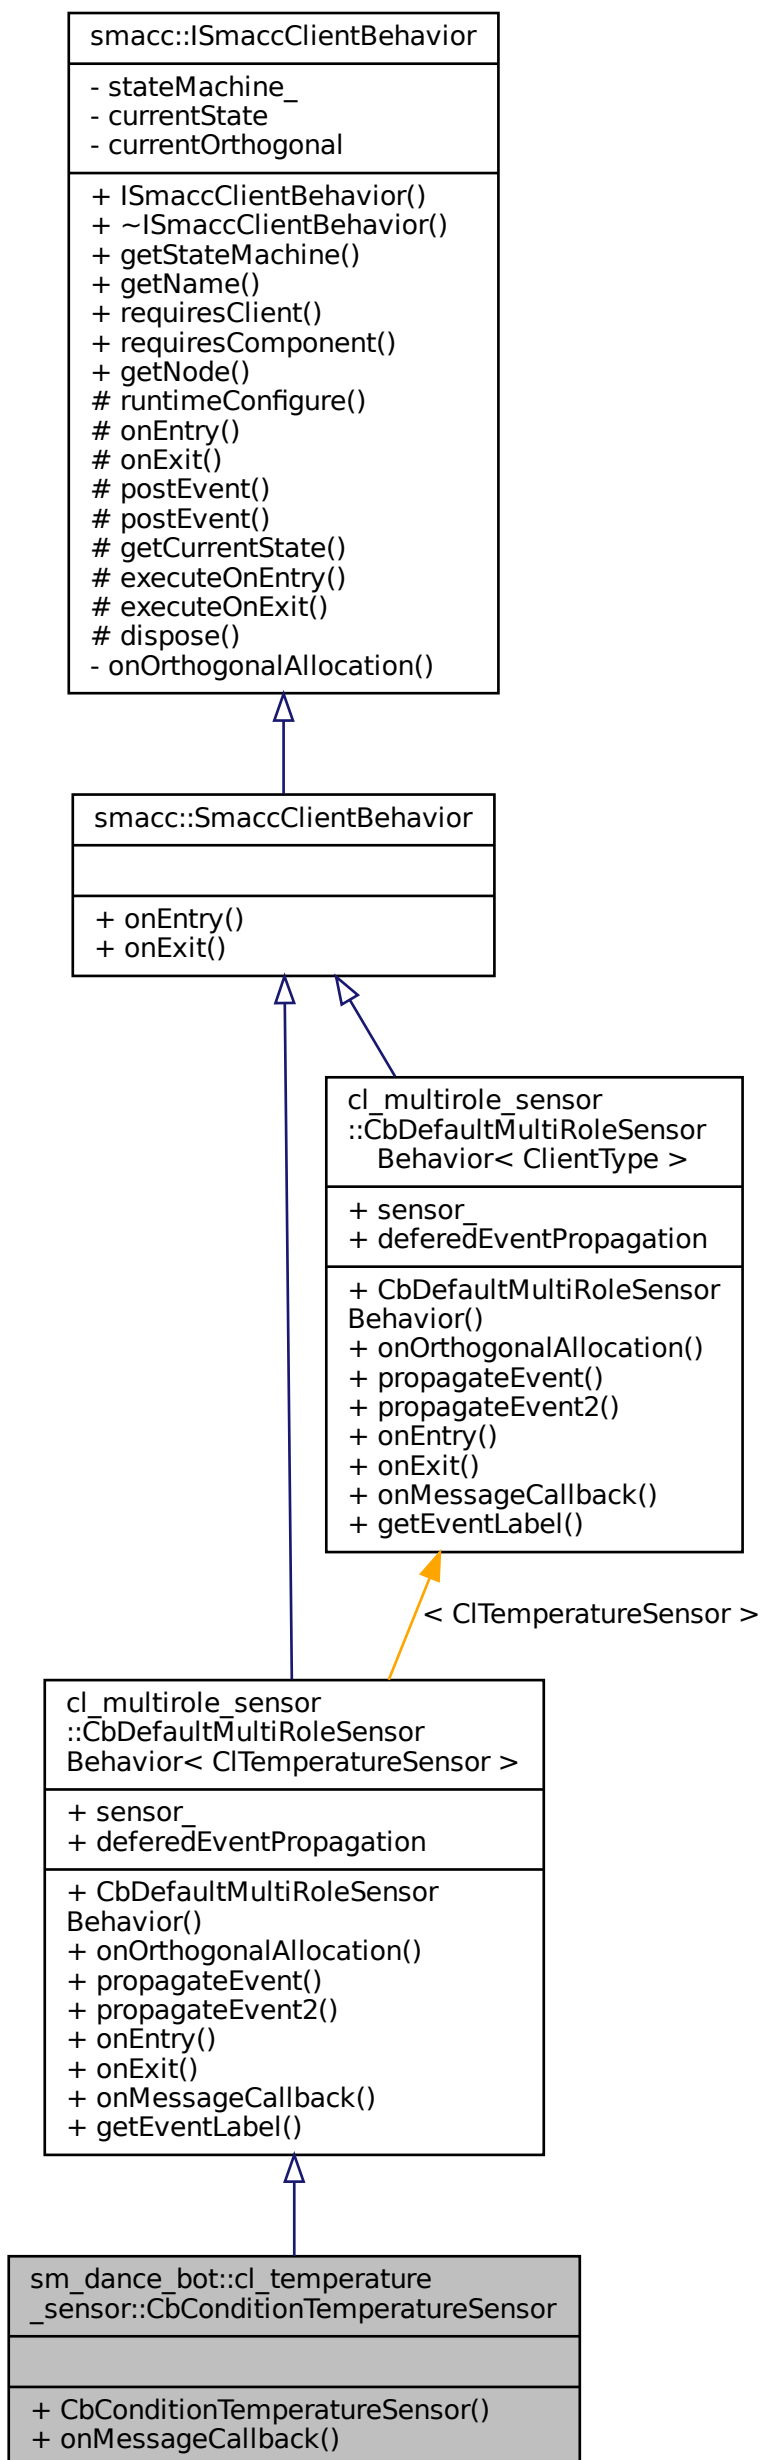 smacc::ISmaccClientBehavior
- stateMachine_
- currentState
- currentOrthogonal
+ ISmaccClientBehavior()
+ ~ISmaccClientBehavior()
+ getStateMachine()
+ getName()
+ requiresClient()
+ requiresComponent()
+ getNode()
# runtimeConfigure()
# onEntry()
# onExit()
# postEvent()
# postEvent()
# getCurrentState()
# executeOnEntry()
# executeOnExit()
# dispose()
- onOrthogonalAllocation()
smacc::SmaccClientBehavior
+ onEntry()
+ onExit()
cl_multirole_sensor
::CbDefaultMultiRoleSensor
Behavior< ClientType >
+ sensor_
+ deferedEventPropagation
+ CbDefaultMultiRoleSensor
Behavior()
+ onOrthogonalAllocation()
+ propagateEvent()
+ propagateEvent2()
+ onEntry()
+ onExit()
+ onMessageCallback()
+ getEventLabel()
< ClTemperatureSensor >
cl_multirole_sensor
::CbDefaultMultiRoleSensor
Behavior< ClTemperatureSensor >
+ sensor_
+ deferedEventPropagation
+ CbDefaultMultiRoleSensor
Behavior()
+ onOrthogonalAllocation()
+ propagateEvent()
+ propagateEvent2()
+ onEntry()
+ onExit()
+ onMessageCallback()
+ getEventLabel()
sm_dance_bot::cl_temperature
_sensor::CbConditionTemperatureSensor
+ CbConditionTemperatureSensor()
+ onMessageCallback()